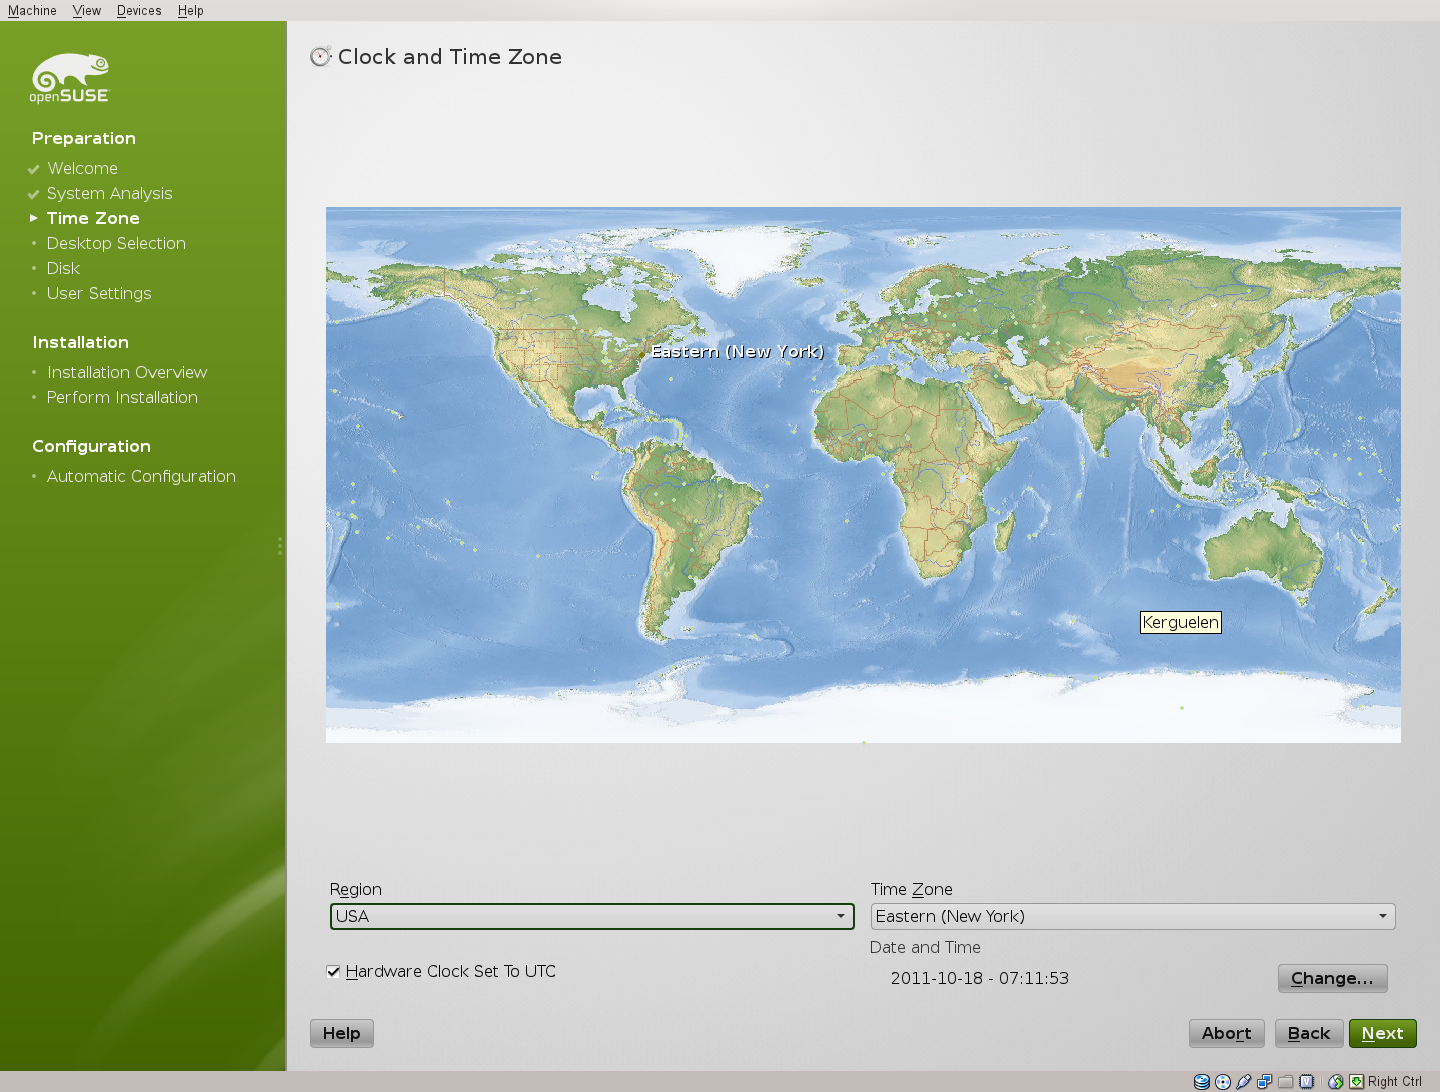 Machine View Devices Help
openSUSE
Preparation
Welcome
System Analysis
Time Zone
Desktop Selection
Disk
User Settings
Installation
Installation Overview
Perform Installation
Configuration
Automatic Configuration
Clock and Time Zone
Eastern (New York)
Kerguelen
Region
USA
Time Zone
Eastern (New York)
Date and Time
Hardware Clock Set To UTC
2011-10-18 - 07:11:53
Change...
Help
Abort
Back
Next
Right Ctrl